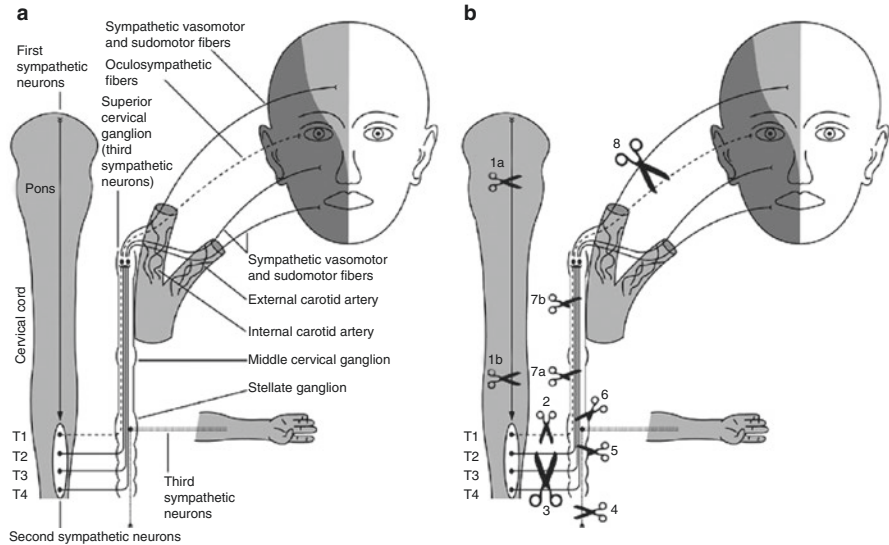 a
Sympathetic vasomotor
and sudomotor fibers
First
sympathetic
neurons
Oculosympathetic
fibers
Superior
cervical
ganglion
(third
sympathetic
neurons)
Pons
Cervical cord
Sympathetic vasomotor
and sudomotor fibers
External carotid artery
Internal carotid artery
Middle cervical ganglion
Stellate ganglion
T1
T2
T3
T4
Third
sympathetic
neurons
Second sympathetic neurons
b
8
1a
7b
1b
7a
2
6
T1
T2
T3
T4
5
3
4